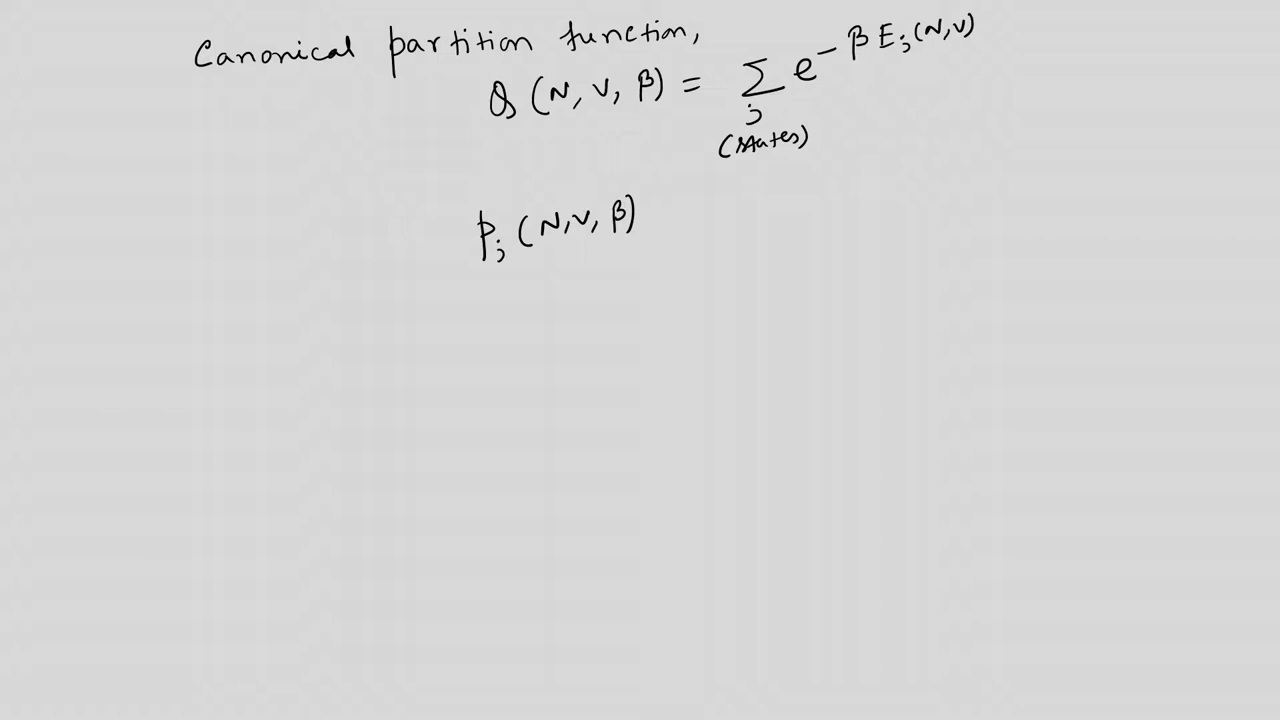 Canonical partition function,
Q (N, V, β) = ∑ e^{-βE_j(N,V)}
j
(states)
p_j (N,V, β)